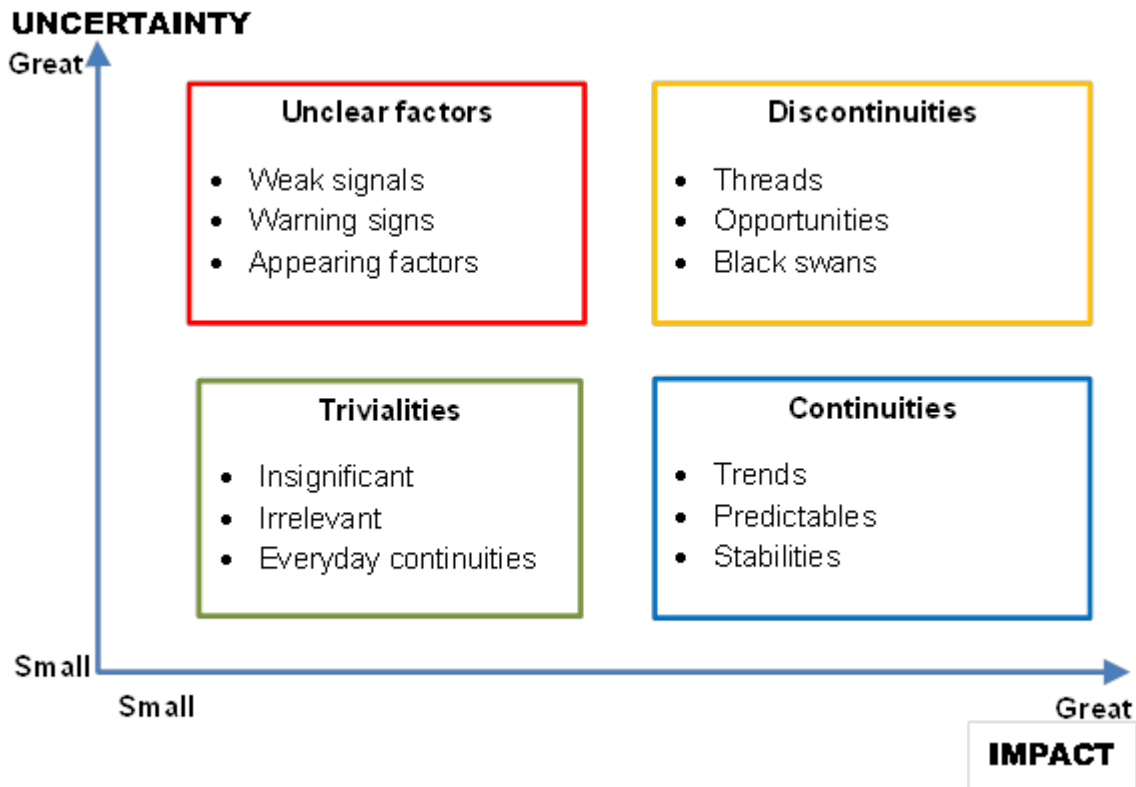 UNCERTAINTY
Great
Unclear factors
• Weak signals
• Warning signs
• Appearing factors
Discontinuities
• Threads
• Opportunities
• Black swans
Trivialities
• Insignificant
• Irrelevant
• Everyday continuities
Continuities
• Trends
• Predictables
• Stabilities
Small
Small
Great
IMPACT